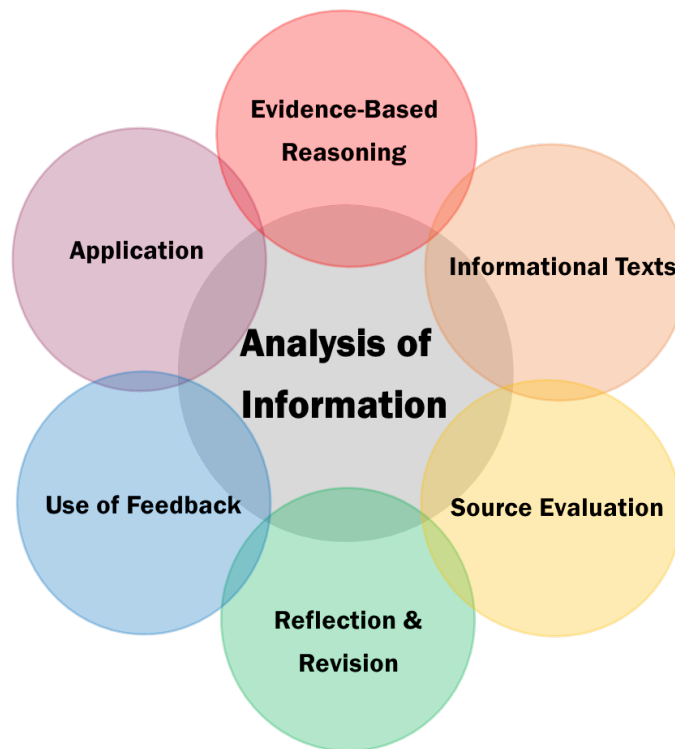 Evidence-Based
Reasoning
Application
Informational Texts
Analysis of
Information
Use of Feedback
Source Evaluation
Reflection &
Revision